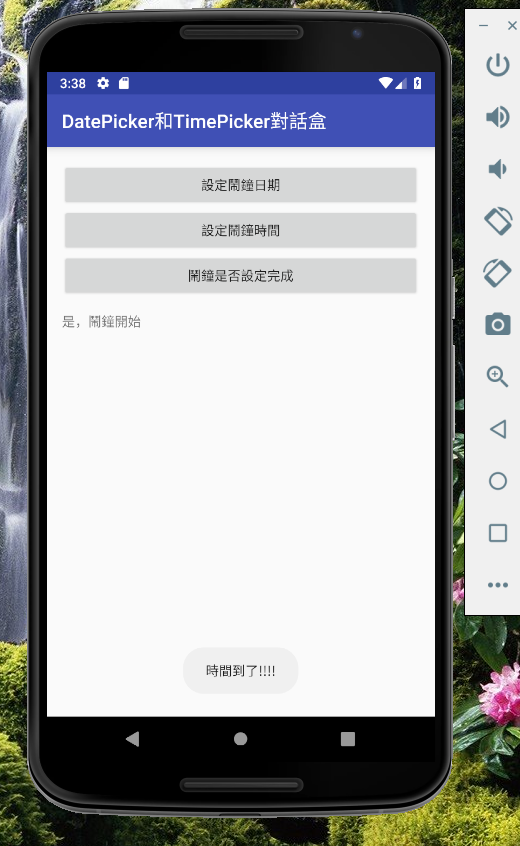 3:38
DatePicker和TimePicker對話盒
設定鬧鐘日期
設定鬧鐘時間
鬧鐘是否設定完成
是，鬧鐘開始
時間到了!!!!